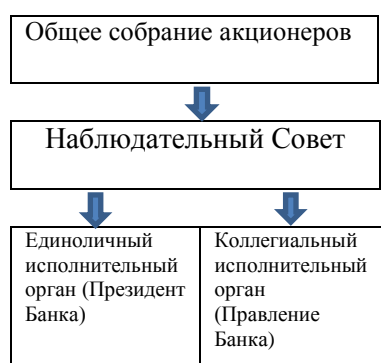 Общее собрание акционеров
Наблюдательный Совет
Единоличный
исполнительный
орган (Президент
Банка)
Коллегиальный
исполнительный
орган
(Правление
Банка)